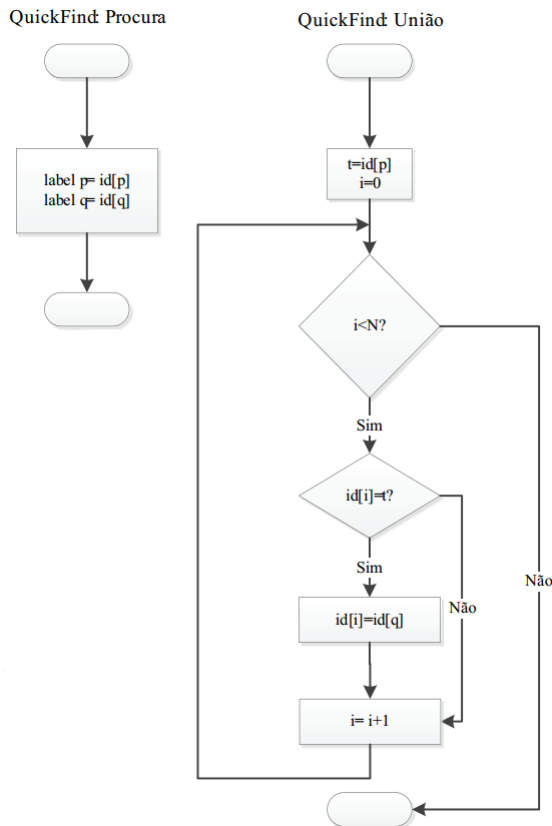 QuickFind: Procura
label p= id[p]
label q= id[q]
QuickFind: União
t=id[p]
i=0
i<N?
Sim
id[i]=t?
Sim
Não
Não
id[i]=id[q]
i= i+1